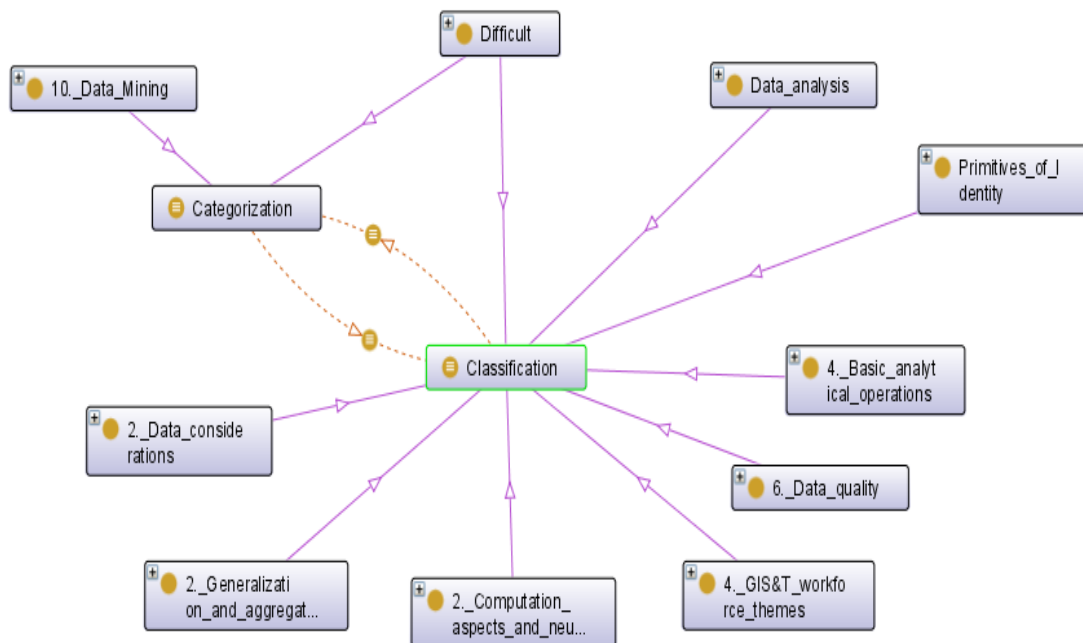 Difficult
10._Data_Mining
Data_analysis
Primitives_of_I
dentity
Categorization
Classification
4._Basic_analyt
ical_operations
2._Data_conside
rations
6._Data_quality
2._Generalizati
on_and_aggregat...
2._Computation_
aspects_and_neu...
4._GIS&T_workfo
rce_themes